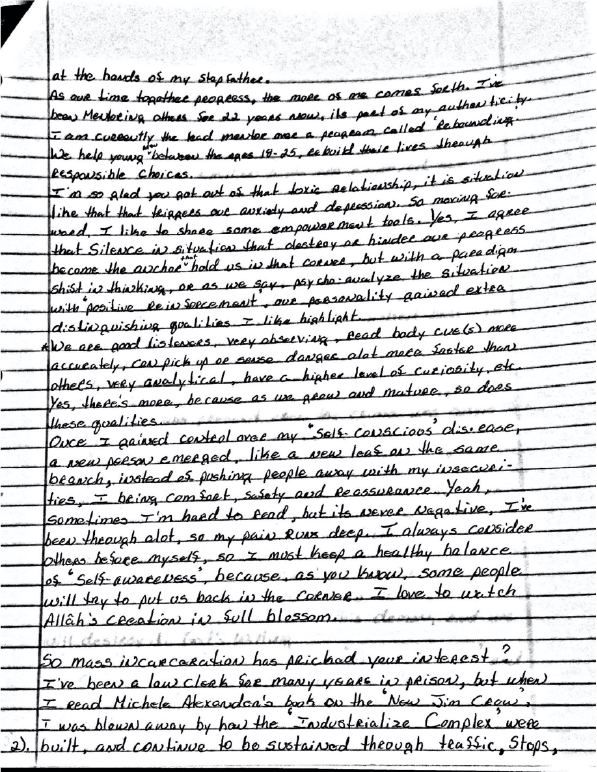 at the hands of my Stepfather.
As our time together progress, the more of me comes forth. I've
been Mentoring others for 22 years now, its part of my authenticity.
I am currently the lead mentor over a program called "Rebounding"
We help young men between the ages 18-25, rebuild their lives through
Responsible Choices.
I'm so glad you got out of that toxic relationship, it is situation
like that that triggers our anxiety and depression. So moving for-
ward, I like to share some empowerment tools. Yes, I agree
that Silence in situation that destroy or hinder our progress
become the anchor that hold us in that corner, but with a paradigm
shift in thinking, or as we say, psycho-analyze the situation
with "positive Reinforcement", our personality gained extra
distinquishing qualities I like highlight.
*We are good listeners, very observing, read body cue(s) more
accurately, can pick up or sense danger alot more faster than
others, very analytical, have a higher level of curiosity, etc.
Yes, there's more, because as we grow and mature, so does
these qualities.
Once I gained control over my "Self-Conscious" dis.ease,
a new person emerged, like a new leaf on the same
branch, instead of pushing people away with my insecuri-
ties, I bring comfort, safety and Reassurance. Yeah,
sometimes I'm hard to read, but its never negative, I've
been through alot, so my pain runs deep. I always consider
others before myself, so I must keep a healthy balance
of "Self-awareness", because, as you know, some people
will try to put us back in the corner. I love to watch
Allâh's creation in full blossom.
So mass incarcaration has pricked your interest?
I've been a law clerk for many years in prison, but when
I read Michele Alexander's book on the "New Jim Crow",
I was blown away by how the "Industrialize Complex" were
2). built, and continue to be sustained through traffic, Stops,